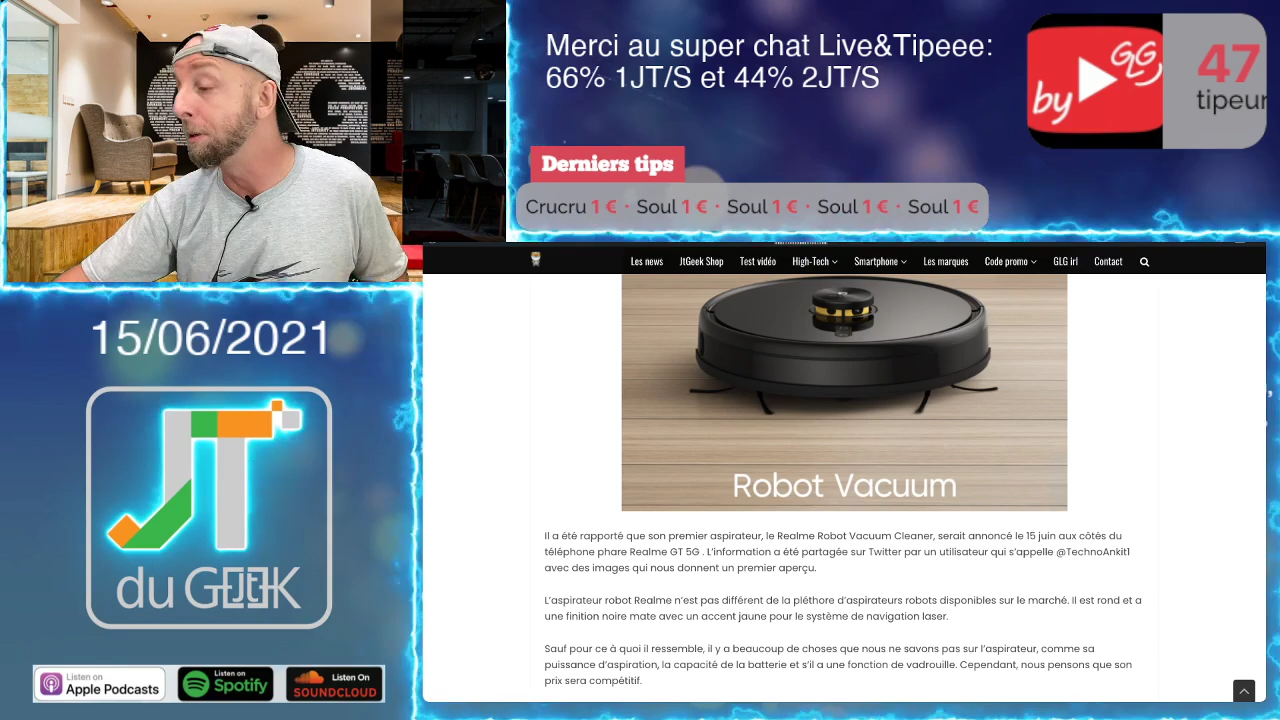 Merci au super chat Live&Tipeee:
66% 1JT/S et 44% 2JT/S
by GLG
47
tipeur
Derniers tips
Crucru 1 € · Soul 1 € · Soul 1 € · Soul 1 € · Soul 1 €
Les news JtGeek Shop Test vidéo High-Tech Smartphone Les marques Code promo GLG irl Contact
Robot Vacuum
Il a été rapporté que son premier aspirateur, le Realme Robot Vacuum Cleaner, serait annoncé le 15 juin aux côtés du
téléphone phare Realme GT 5G . L'information a été partagée sur Twitter par un utilisateur qui s'appelle @TechnoAnkit1
avec des images qui nous donnent un premier aperçu.
L'aspirateur robot Realme n'est pas différent de la pléthore d'aspirateurs robots disponibles sur le marché. Il est rond et a
une finition noire mate avec un accent jaune pour le système de navigation laser.
Sauf pour ce à quoi il ressemble, il y a beaucoup de choses que nous ne savons pas sur l'aspirateur, comme sa
puissance d'aspiration, la capacité de la batterie et s'il a une fonction de vadrouille. Cependant, nous pensons que son
prix sera compétitif.
15/06/2021
JT
du GEEK
Listen on
Apple Podcasts
Listen on
Spotify
Listen On
SOUNDCLOUD